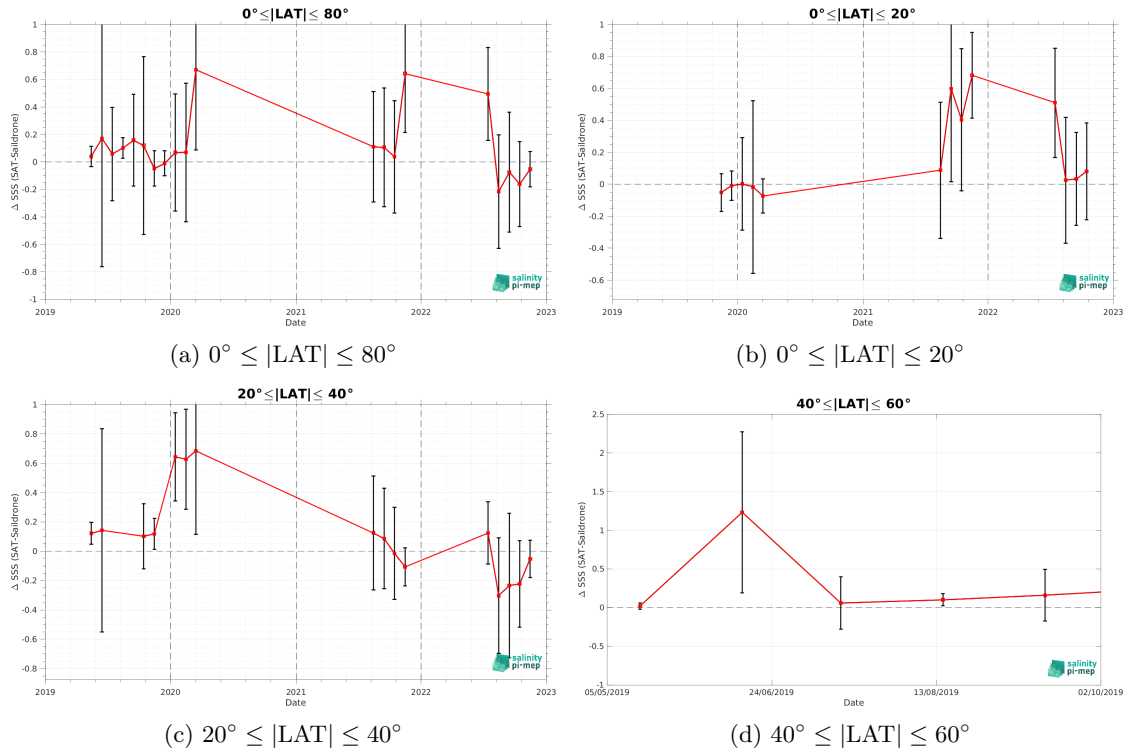 0°≤|LAT|≤ 80°
Δ SSS (SAT-Saildrone)
1
0.8
0.6
0.4
0.2
0
-0.2
-0.4
-0.6
-0.8
-1
2019
2020
2021
2022
2023
Date
salinity
pi-mep
(a) 0° ≤ |LAT| ≤ 80°
0°≤|LAT|≤ 20°
Δ SSS (SAT-Saildrone)
1
0.8
0.6
0.4
0.2
0
-0.2
-0.4
-0.6
2019
2020
2021
2022
2023
Date
salinity
pi-mep
(b) 0° ≤ |LAT| ≤ 20°
20°≤|LAT|≤ 40°
Δ SSS (SAT-Saildrone)
1
0.8
0.6
0.4
0.2
0
-0.2
-0.4
-0.6
-0.8
2019
2020
2021
2022
2023
Date
salinity
pi-mep
(c) 20° ≤ |LAT| ≤ 40°
40°≤|LAT|≤ 60°
Δ SSS (SAT-Saildrone)
2.5
2
1.5
1
0.5
0
-0.5
-1
05/05/2019
24/06/2019
13/08/2019
02/10/2019
Date
salinity
pi-mep
(d) 40° ≤ |LAT| ≤ 60°